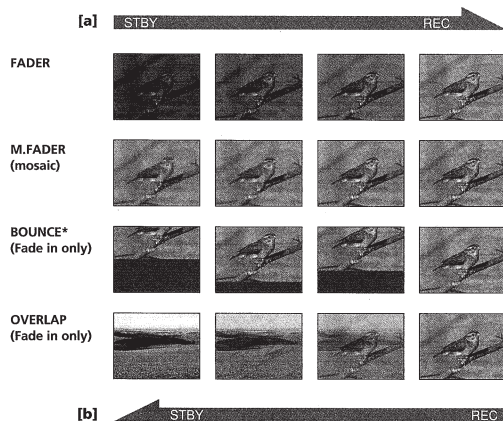 [a] STBY REC
FADER
M.FADER
(mosaic)
BOUNCE*
(Fade in only)
OVERLAP
(Fade in only)
[b] STBY REC